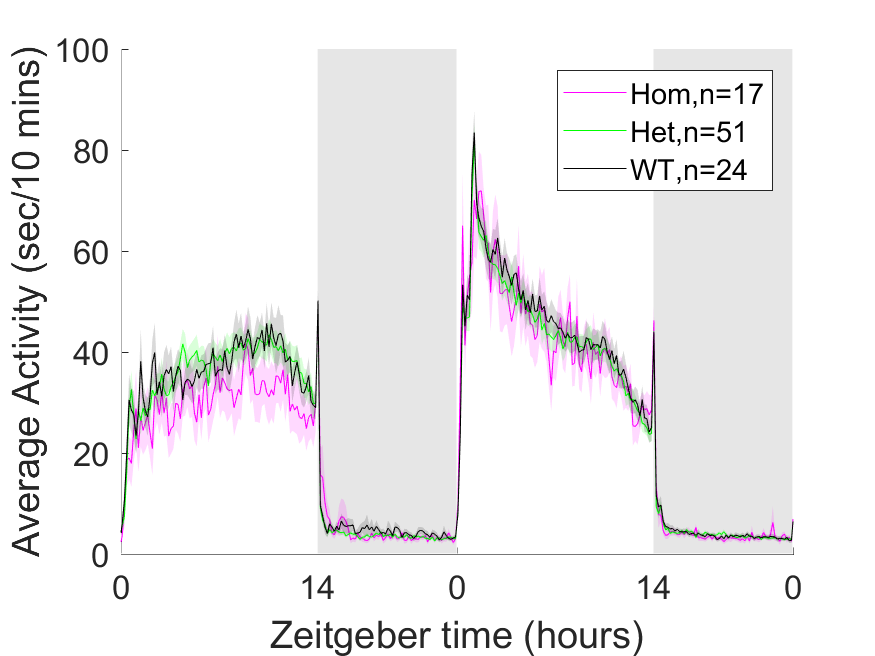 Average Activity (sec/10 mins)
100
80
60
40
20
0
Hom,n=17
Het,n=51
WT,n=24
0 14 0 14 0
Zeitgeber time (hours)